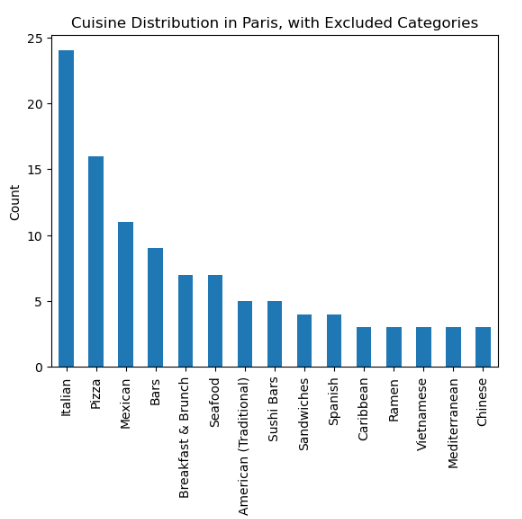 Cuisine Distribution in Paris, with Excluded Categories
25
20
15
10
5
0
Count
Italian
Pizza
Mexican
Bars
Breakfast & Brunch
Seafood
American (Traditional)
Sushi Bars
Sandwiches
Spanish
Caribbean
Ramen
Vietnamese
Mediterranean
Chinese